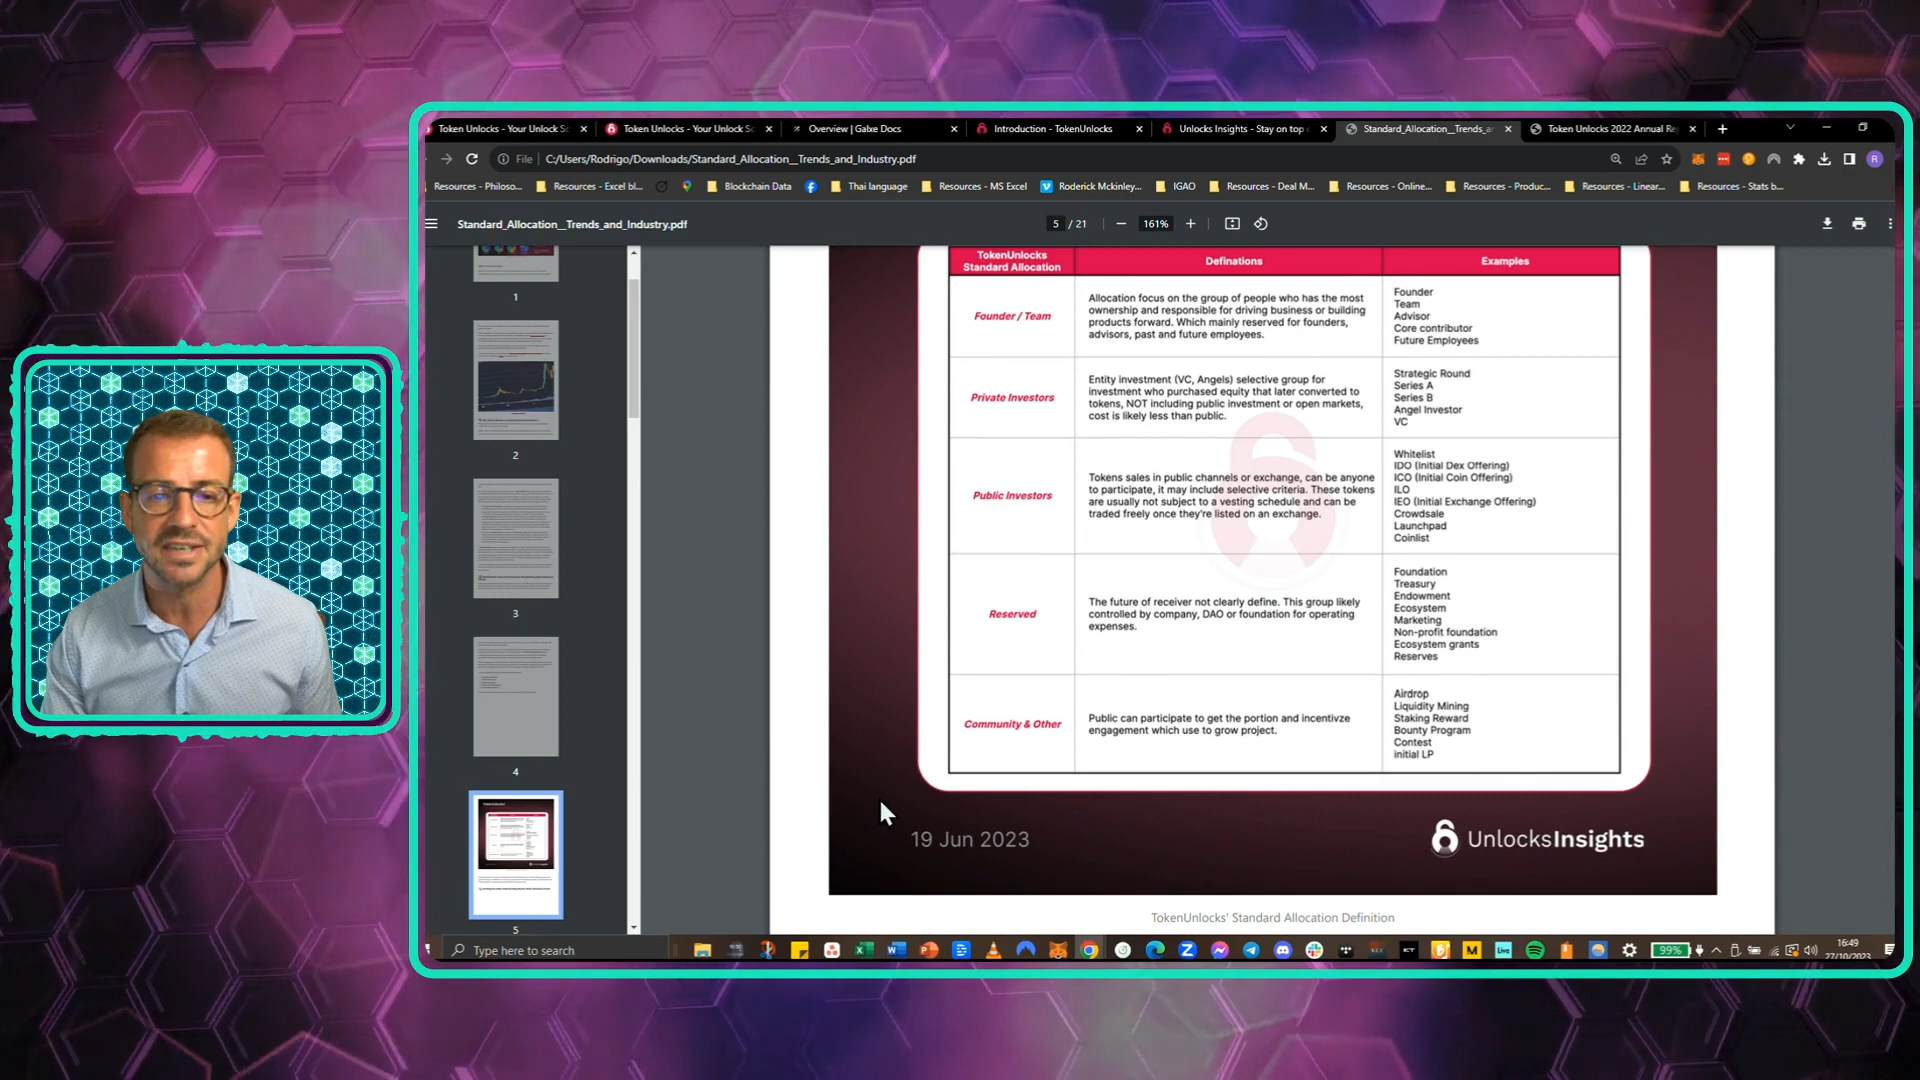 Token Unlocks - Your Unlock Sc
Token Unlocks - Your Unlock Sc
Overview | Galxe Docs
Introduction - TokenUnlocks
Unlocks Insights - Stay on top
Standard_Allocation__Trends_a
Token Unlocks 2022 Annual Re
File C:/Users/Rodrigo/Downloads/Standard_Allocation__Trends_and_Industry.pdf
R
Resources - Philoso...
Resources - Excel bl...
Blockchain Data
Thai language
Resources - MS Excel
Roderick Mckinley...
IGAO
Resources - Deal M...
Resources - Online...
Resources - Produc...
Resources - Linear...
Resources - Stats b...
Standard_Allocation__Trends_and_Industry.pdf
5 / 21
161%
1
2
3
4
5
TokenUnlocks
Standard Allocation
Definations
Examples
Founder / Team
Allocation focus on the group of people who has the most
ownership and responsible for driving business or building
products forward. Which mainly reserved for founders,
advisors, past and future employees.
Founder
Team
Advisor
Core contributor
Future Employees
Private Investors
Entity investment (VC, Angels) selective group for
investment who purchased equity that later converted to
tokens, NOT including public investment or open markets,
cost is likely less than public.
Strategic Round
Series A
Series B
Angel Investor
VC
Public Investors
Tokens sales in public channels or exchange, can be anyone
to participate, it may include selective criteria. These tokens
are usually not subject to a vesting schedule and can be
traded freely once they're listed on an exchange.
Whitelist
IDO (Initial Dex Offering)
ICO (Initial Coin Offering)
ILO
IEO (Initial Exchange Offering)
Crowdsale
Launchpad
Coinlist
Reserved
The future of receiver not clearly define. This group likely
controlled by company, DAO or foundation for operating
expenses.
Foundation
Treasury
Endowment
Ecosystem
Marketing
Non-profit foundation
Ecosystem grants
Reserves
Community & Other
Public can participate to get the portion and incentivze
engagement which use to grow project.
Airdrop
Liquidity Mining
Staking Reward
Bounty Program
Contest
initial LP
19 Jun 2023
UnlocksInsights
TokenUnlocks' Standard Allocation Definition
Type here to search
99%
16:49
27/10/2023